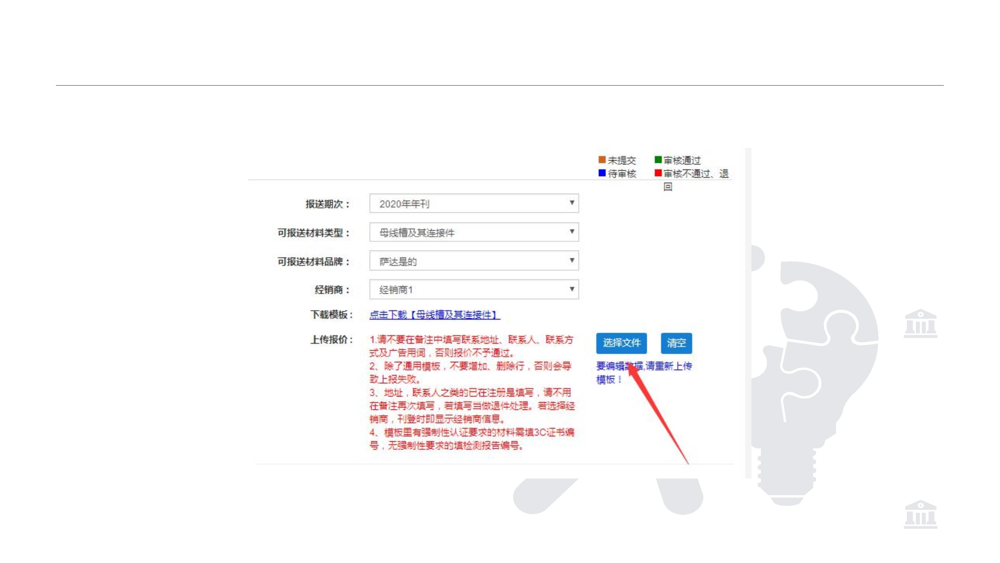 未提交 审核通过
待审核 审核不通过、退
回
报送期次： 2020年年刊
可报送材料类型： 母线槽及其连接件
可报送材料品牌： 萨达是的
经销商： 经销商1
下载模板： 点击下载【母线槽及其连接件】
上传报价： 1.请不要在备注中填写联系地址、联系人、联系方 选择文件 清空
式及广告用词，否则报价不予通过。
2、除了通用模板，不要增加、删除行，否则会导 要编辑数据,请重新上传
致上报失败。 模板！
3、地址，联系人之类的已在注册是填写，请不用
在备注再次填写，若填写当做退件处理。若选择经
销商，刊登时即显示经销商信息。
4、模板里有强制性认证要求的材料需填3C证书编
号，无强制性要求的填检测报告编号。